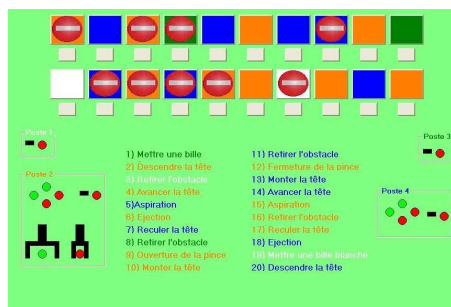 Poste 1
Poste 3
Poste 2
Poste 4
1) Mettre une bille
2) Descendre la tête
3) Retirer l'obstacle
4) Avancer la tête
5)Aspiration
6) Ejection
7) Reculer la tête
8) Retirer l'obstacle
9) Ouverture de la pince
10) Monter la tête
11) Retirer l'obstacle
12) Fermeture de la pince
13) Monter la tête
14) Avancer la tête
15) Aspiration
16) Retirer l'obstacle
17) Reculer la tête
18) Ejection
19) Mettre une bille blanche
20) Descendre la tête